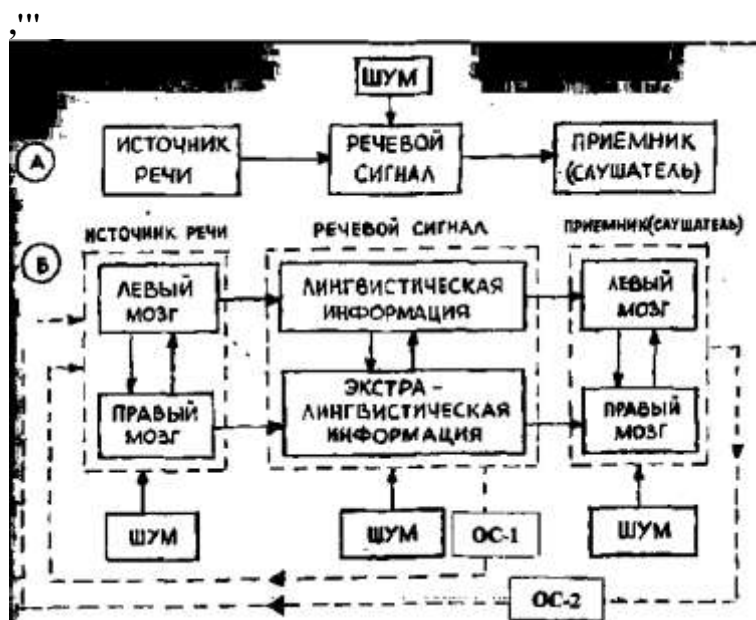 ,'''
ШУМ
А
ИСТОЧНИК
РЕЧИ
РЕЧЕВОЙ
СИГНАЛ
ПРИЕМНИК
(СЛУШАТЕЛЬ)
Б
ИСТОЧНИК РЕЧИ
РЕЧЕВОЙ СИГНАЛ
ПРИЕМНИК(СЛУШАТЕЛЬ)
ЛЕВЫЙ
МОЗГ
ЛИНГВИСТИЧЕСКАЯ
ИНФОРМАЦИЯ
ЛЕВЫЙ
МОЗГ
ПРАВЫЙ
МОЗГ
ЭКСТРА-
ЛИНГВИСТИЧЕСКАЯ
ИНФОРМАЦИЯ
ПРАВЫЙ
МОЗГ
ШУМ
ШУМ
ОС-1
ШУМ
ОС-2